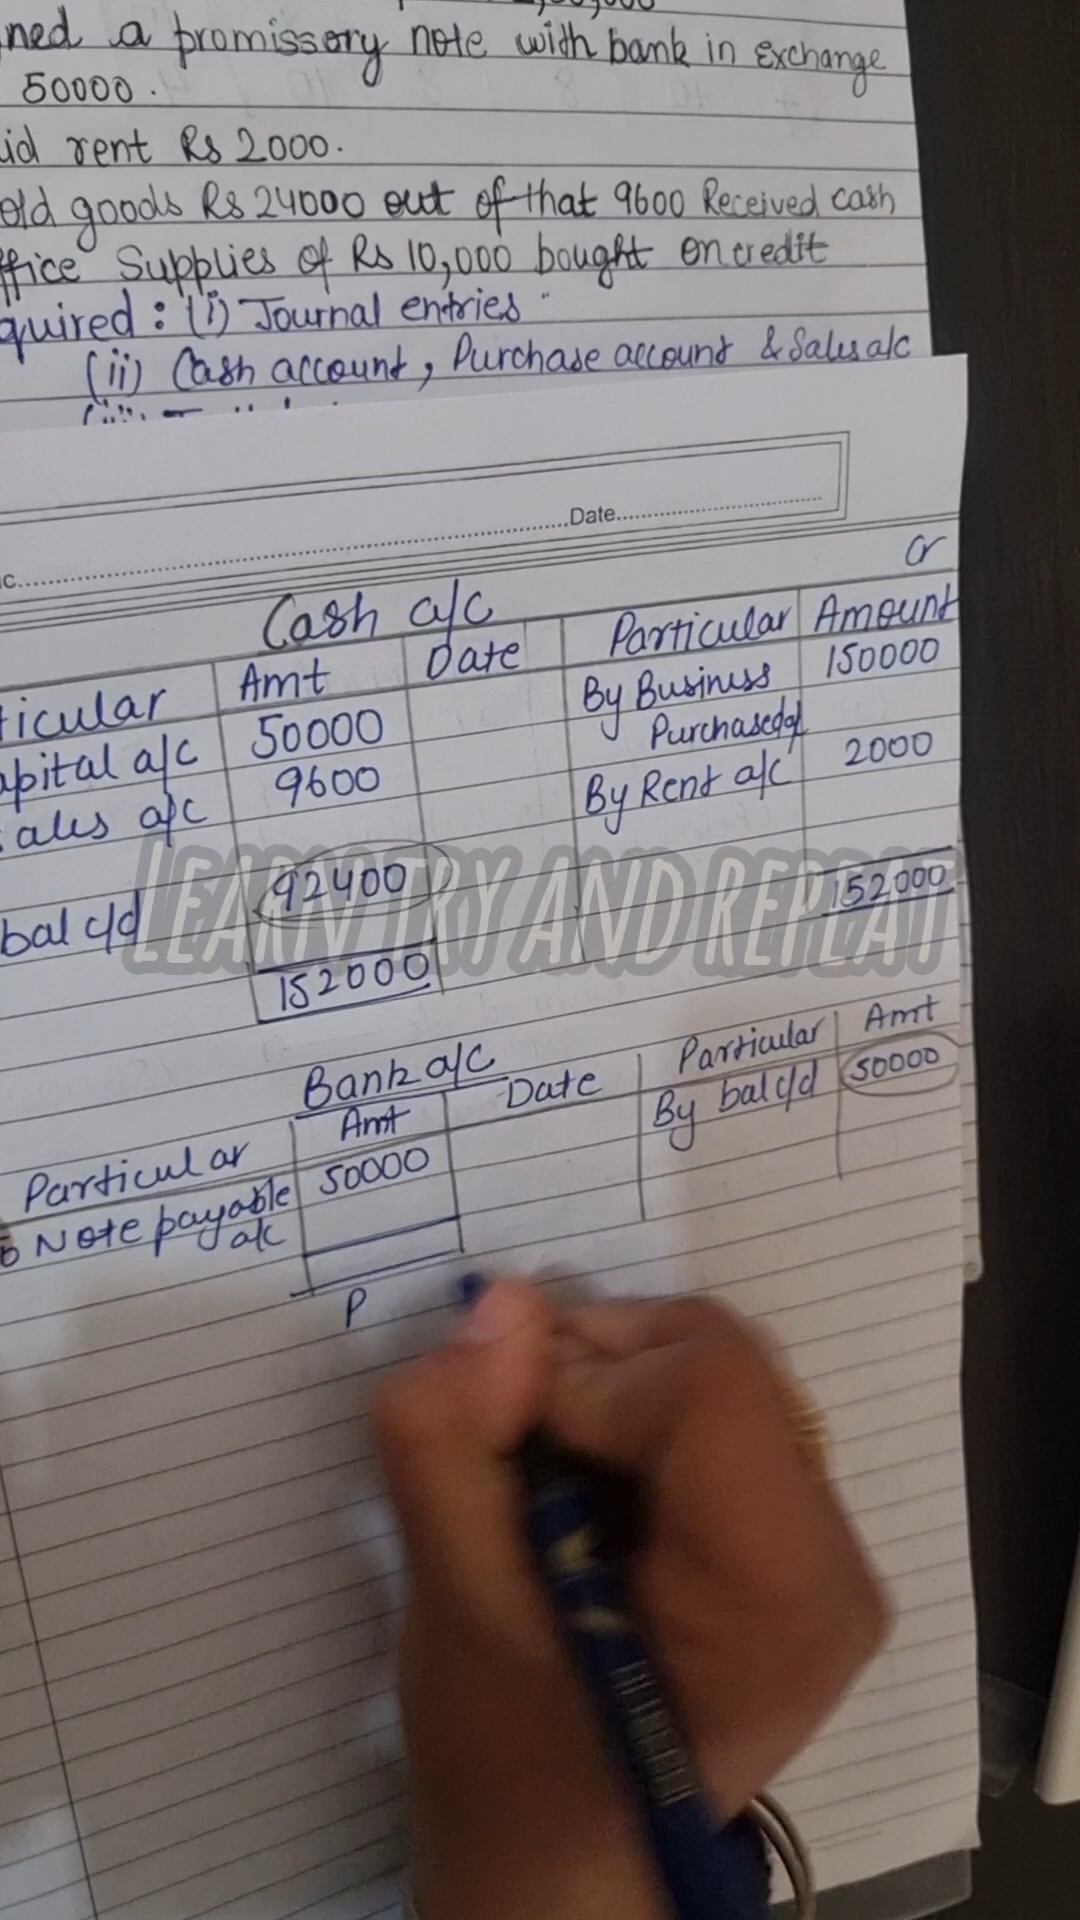 ned a promissory note with bank in exchange
50000.
id rent Rs 2000.
old goods Rs 24000 out of that 9600 Received cash
ffice Supplies of Rs 10,000 bought on credit
quired : (i) Journal entries
(ii) Cash account, Purchase account & Sales a/c
Date
c
Cr
Cash a/c
ticular Amt Date Particular Amount
apital a/c 50000 By Business 150000
Purchased
ales a/c 9600 By Rent a/c 2000
bal c/d 92400 152000
152000
LEARN TRY AND REPEAT
Bank a/c
Particular Amt Date Particular Amt
o Note payable 50000 By bal c/d 50000
a/c
P